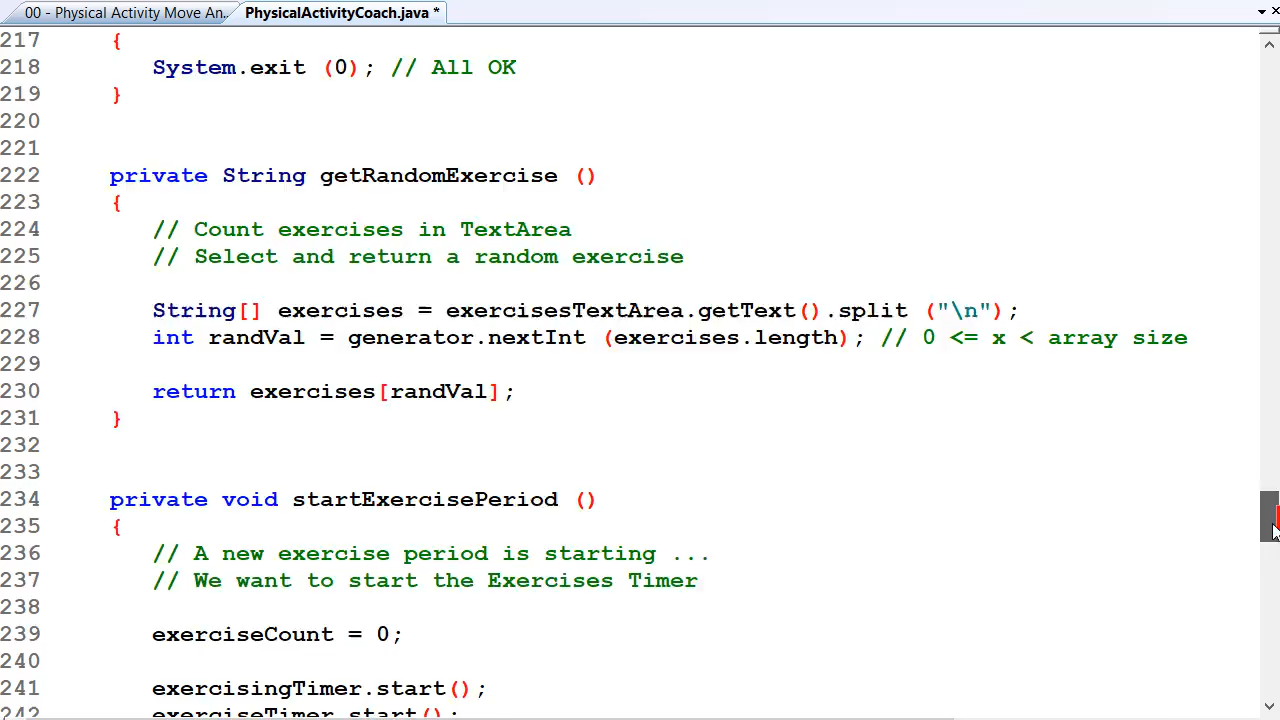 00 - Physical Activity Move An.. PhysicalActivityCoach.java *
217 {
218 System.exit (0); // All OK
219 }
220
221
222 private String getRandomExercise ()
223 {
224 // Count exercises in TextArea
225 // Select and return a random exercise
226
227 String[] exercises = exercisesTextArea.getText().split ("\n");
228 int randVal = generator.nextInt (exercises.length); // 0 <= x < array size
229
230 return exercises[randVal];
231 }
232
233
234 private void startExercisePeriod ()
235 {
236 // A new exercise period is starting ...
237 // We want to start the Exercises Timer
238
239 exerciseCount = 0;
240
241 exercisingTimer.start();
242 exerciseTimer.start();